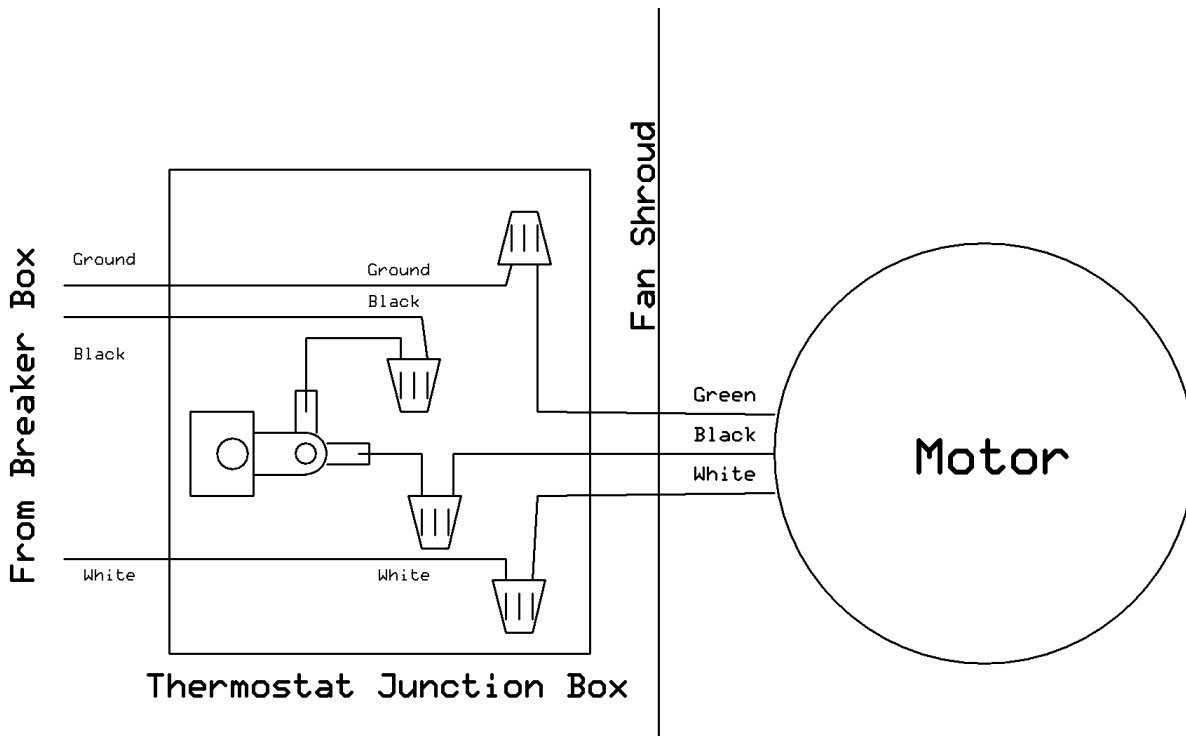 From Breaker Box
Ground
Ground
Black
Black
White
White
Thermostat Junction Box
Fan Shroud
Green
Black
White
Motor